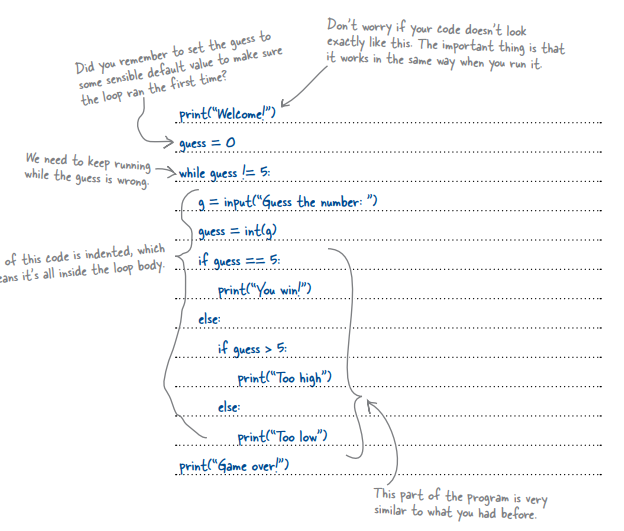 Don't worry if your code doesn't look
exactly like this. The important thing is that
it works in the same way when you run it.
Did you remember to set the guess to
some sensible default value to make sure
the loop ran the first time?
print("Welcome!")
guess = 0
We need to keep running
while the guess is wrong.
while guess != 5:
g = input("Guess the number: ")
guess = int(g)
of this code is indented, which
eans it's all inside the loop body.
if guess == 5:
print("You win!")
else:
if guess > 5:
print("Too high")
else:
print("Too low")
print("Game over!")
This part of the program is very
similar to what you had before.